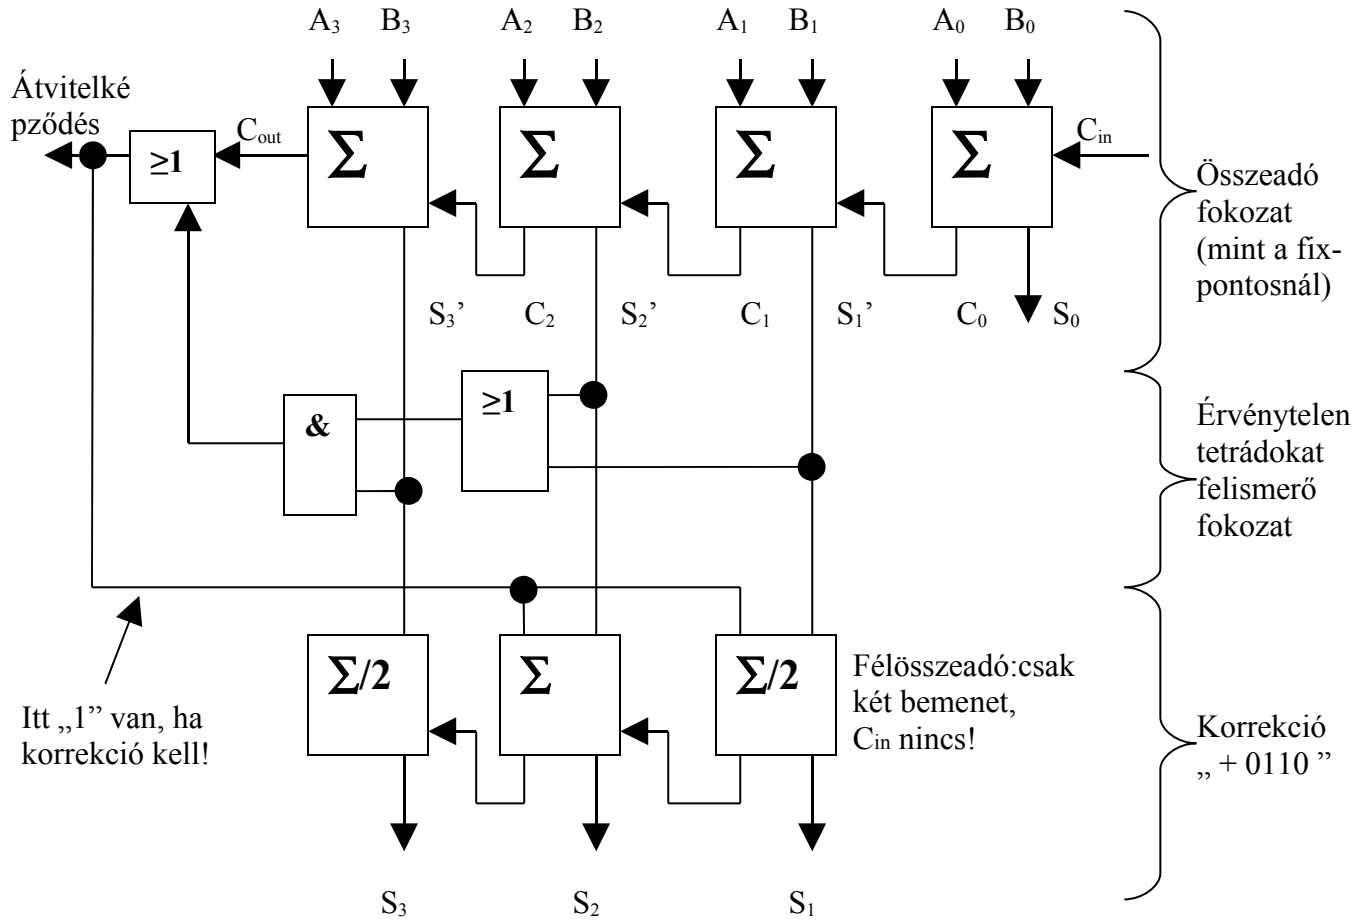 A3 B3 A2 B2 A1 B1 A0 B0
Átvitelké
pződés
≥1
Cout
Σ
Σ
Σ
Σ
Cin
Összeadó
fokozat
(mint a fix-
pontosnál)
S3’ C2 S2’ C1 S1’ C0 S0
&
≥1
Érvénytelen
tetrádokat
felismerő
fokozat
Σ/2
Σ
Σ/2
Félösszeadó:csak
két bemenet,
Cin nincs!
Itt „1” van, ha
korrekció kell!
Korrekció
„ + 0110 ”
S3 S2 S1